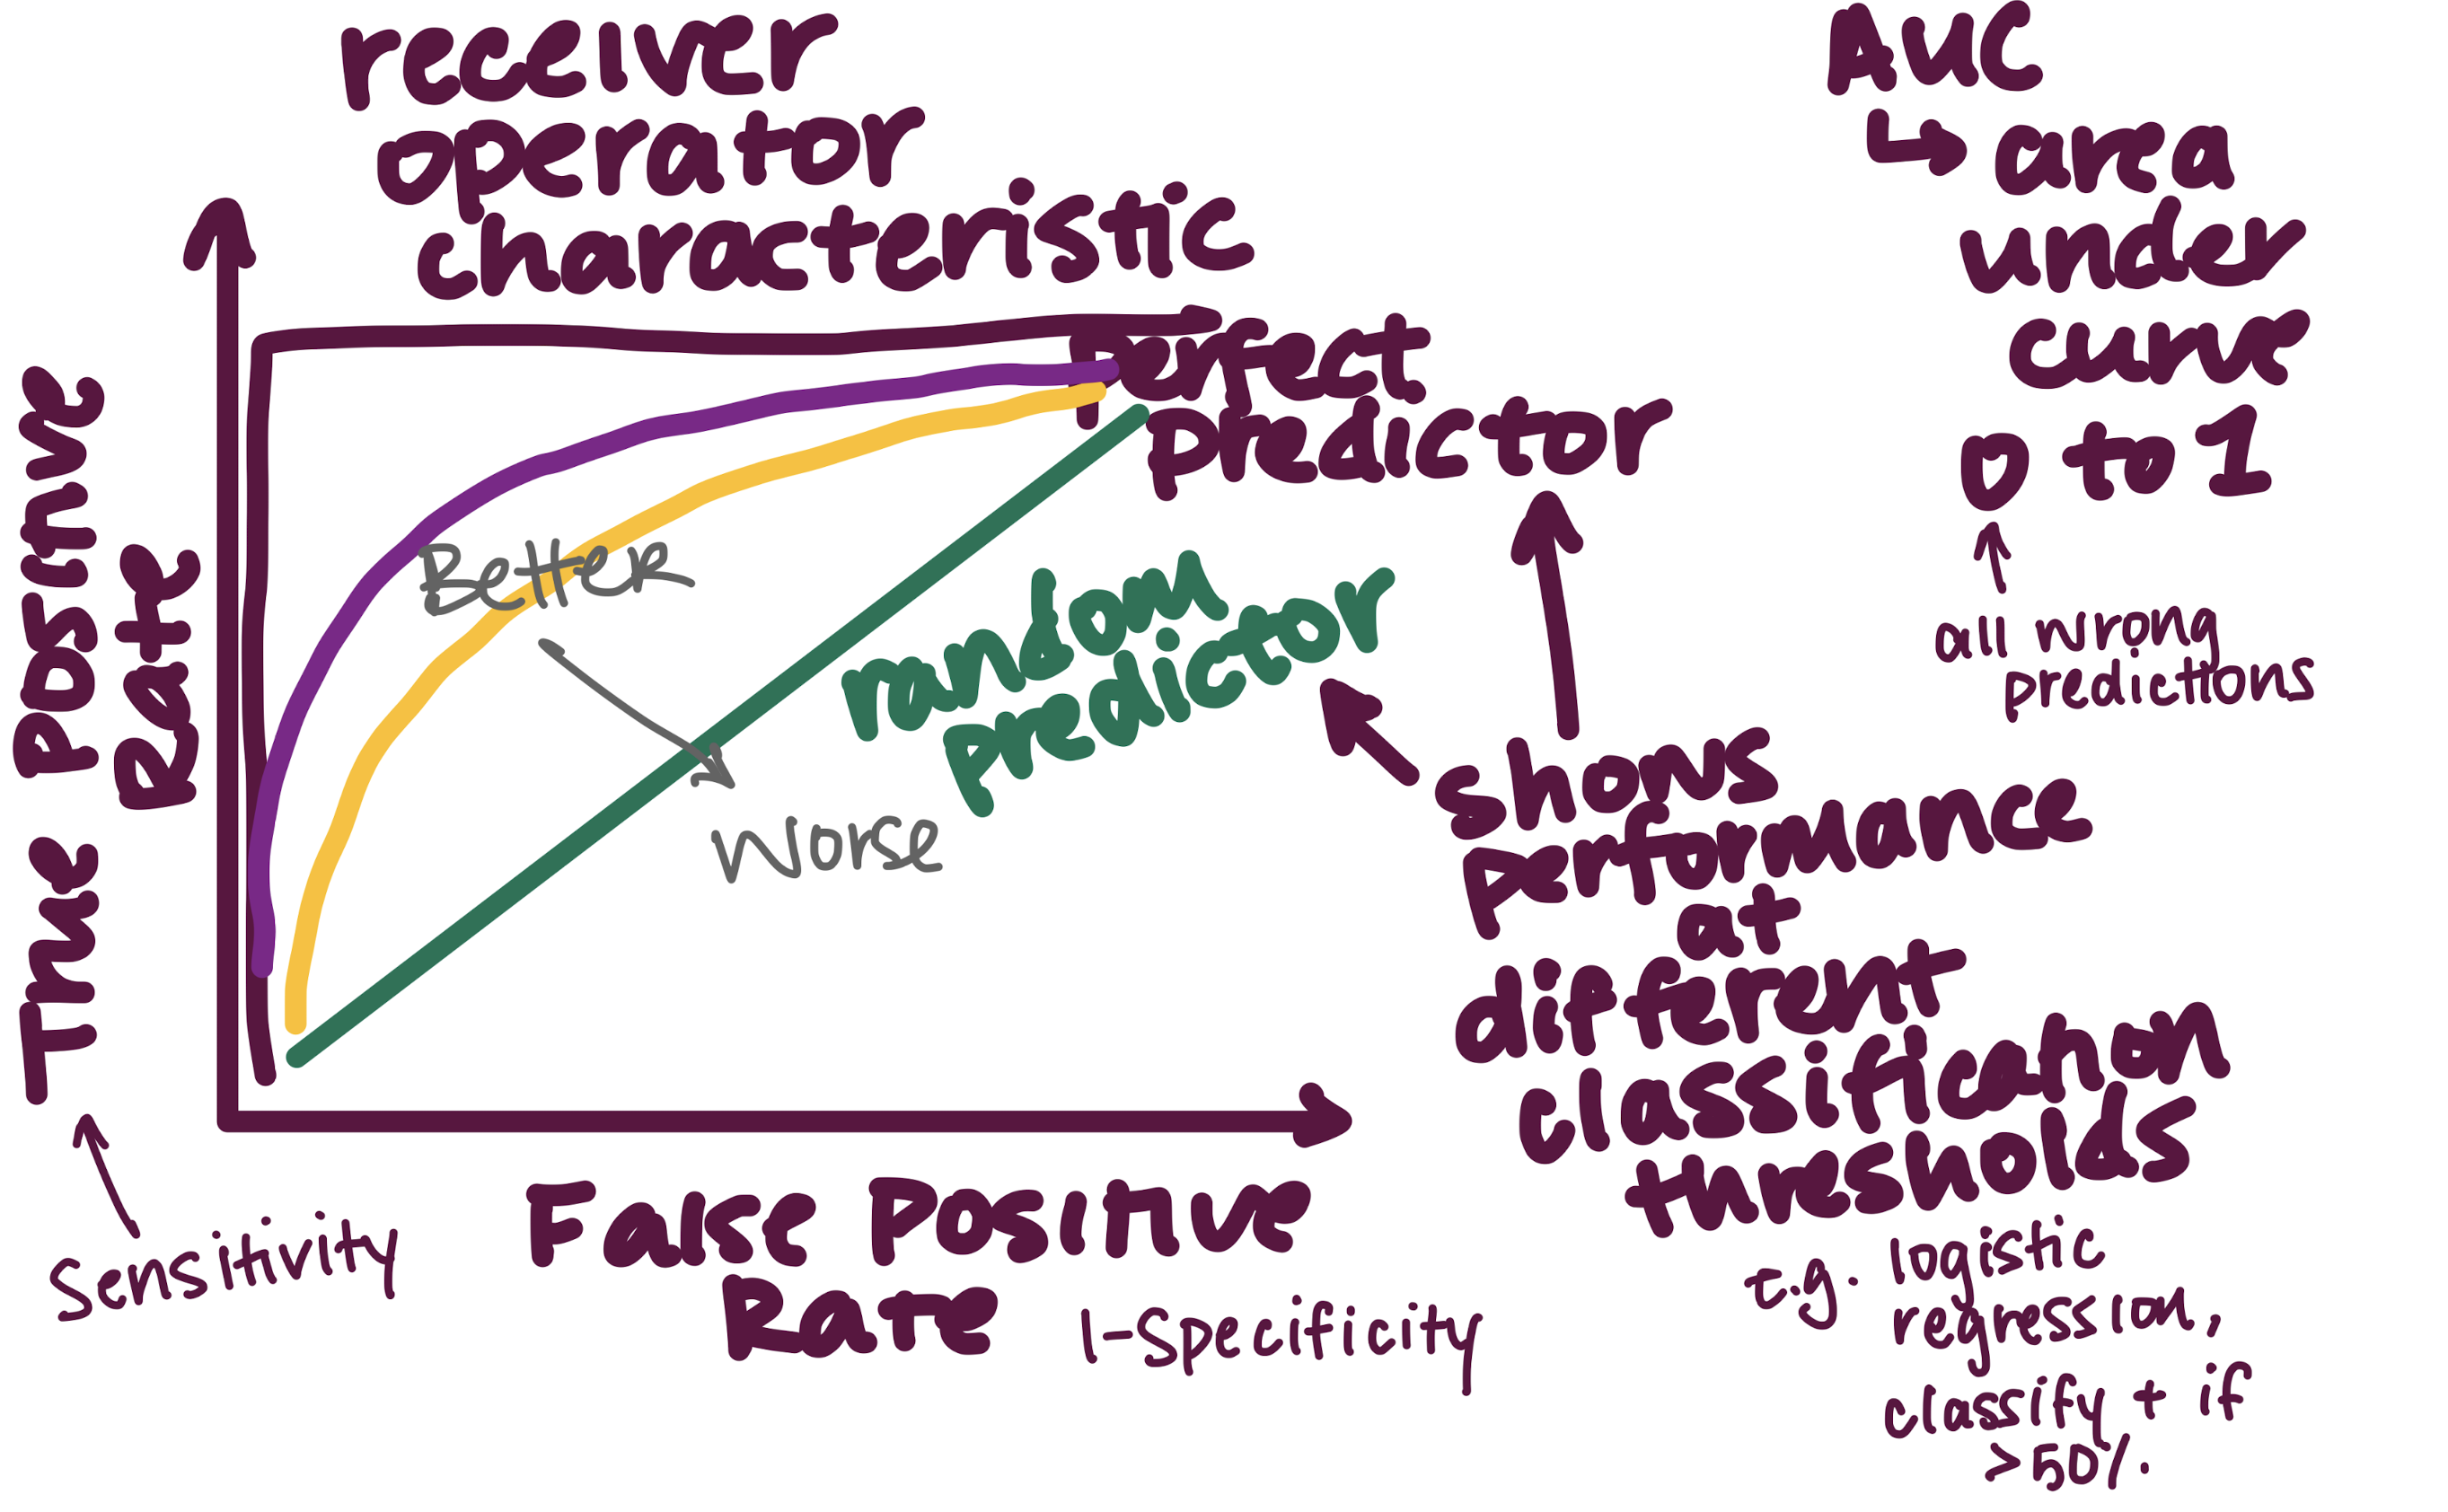 receiver
operator
characteristic
AUC
area
under
curve
0 to 1
all wrong
predictions
perfect
predictor
True Positive
Rate
Better
worse
random
predictor
shows
performance
at
different
classification
thresholds
e.g. logistic
regression,;
classify + if
>50%.
False Positive
Rate
1-specificity
sensitivity